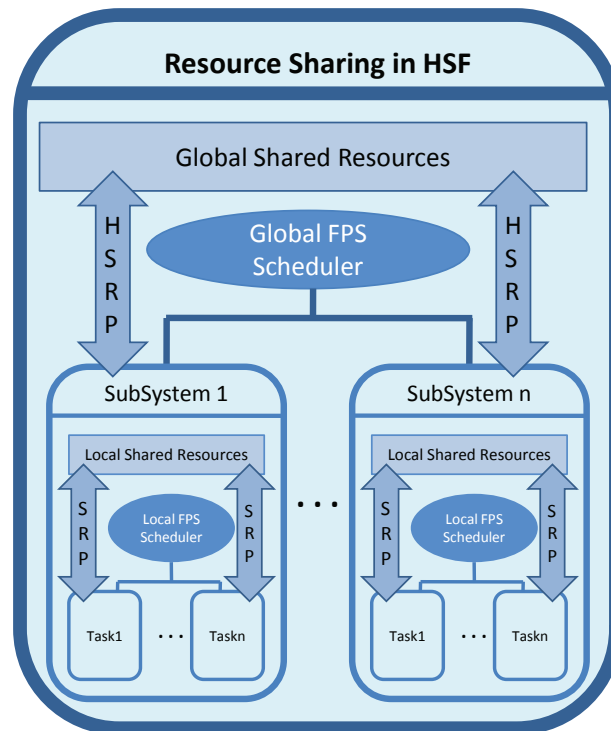 Resource Sharing in HSF
Global Shared Resources
H
S
R
P
H
S
R
P
Global FPS
Scheduler
SubSystem 1
Local Shared Resources
S
R
P
S
R
P
Local FPS
Scheduler
Task1
. . .
Taskn
. . .
SubSystem n
Local Shared Resources
S
R
P
S
R
P
Local FPS
Scheduler
Task1
. . .
Taskn